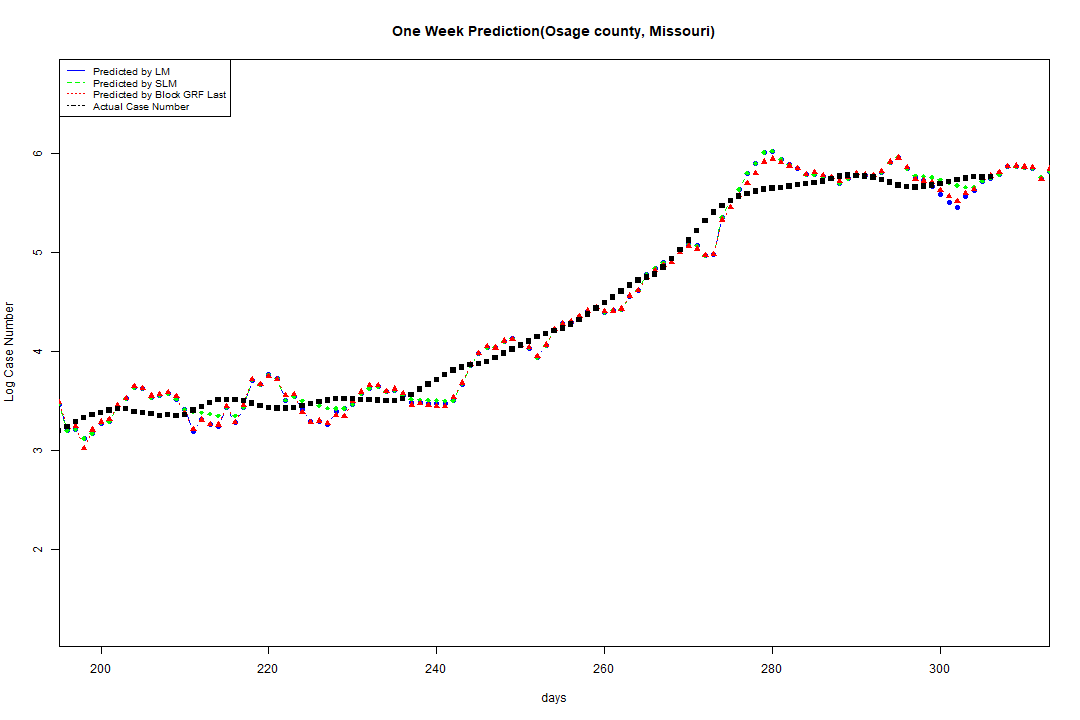 One Week Prediction(Osage county, Missouri)
Predicted by LM
Predicted by SLM
Predicted by Block GRF Last
Actual Case Number
Log Case Number
6
5
4
3
2
200 220 240 260 280 300
days